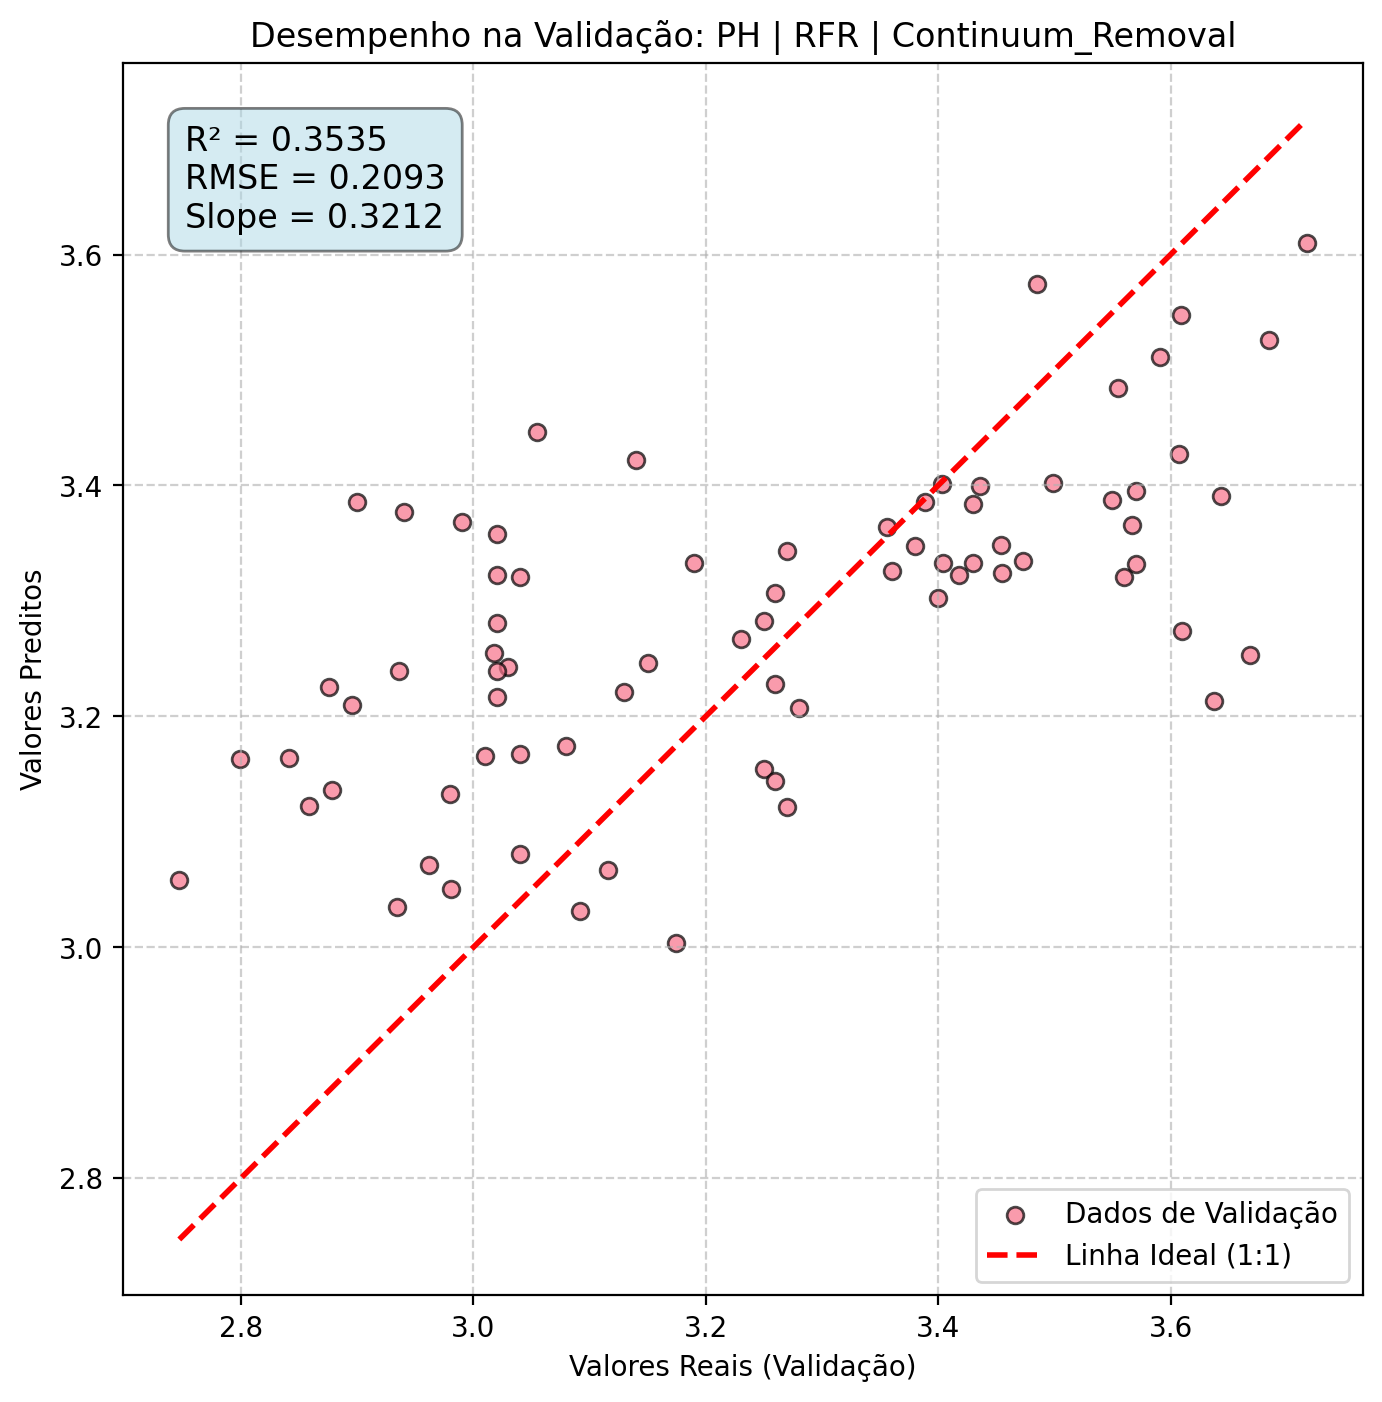 Desempenho na Validação: PH | RFR | Continuum_Removal
R² = 0.3535
RMSE = 0.2093
Slope = 0.3212
3.6
3.4
3.2
3.0
2.8
Valores Preditos
Dados de Validação
Linha Ideal (1:1)
2.8 3.0 3.2 3.4 3.6
Valores Reais (Validação)